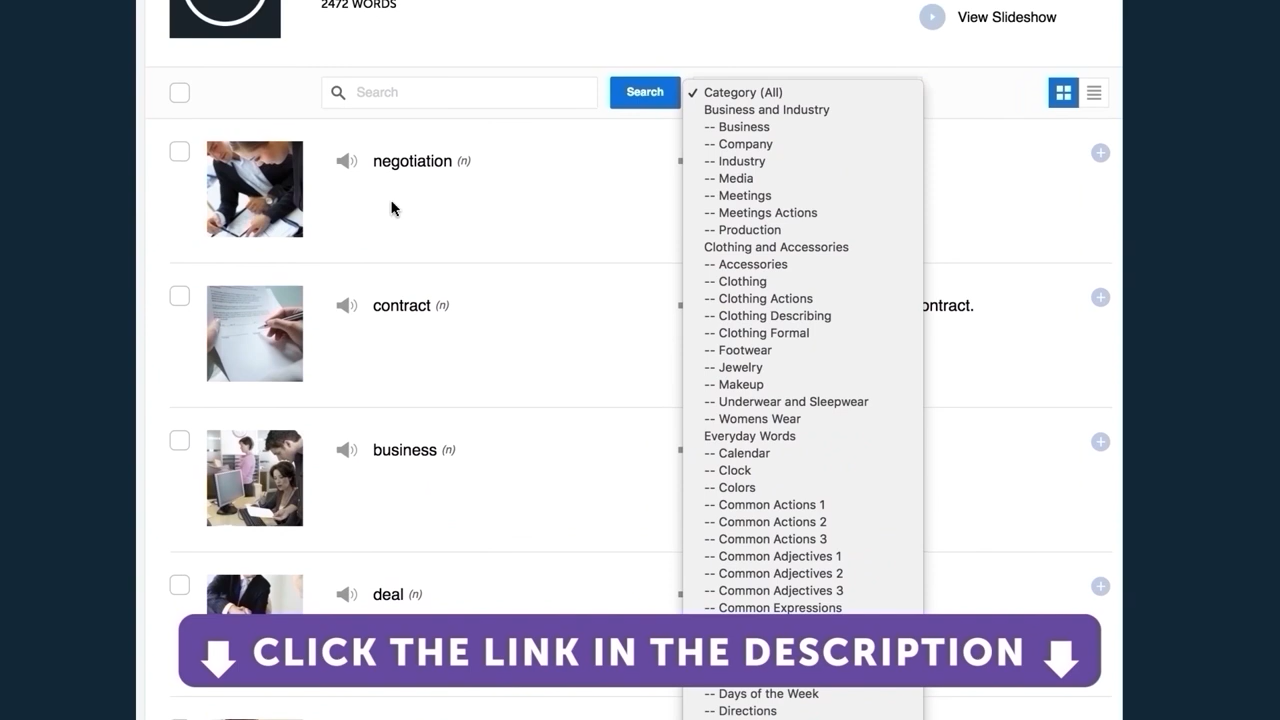 2472 WORDS
View Slideshow
Search
Search
Category (All)
Business and Industry
-- Business
-- Company
-- Industry
-- Media
-- Meetings
-- Meetings Actions
-- Production
Clothing and Accessories
-- Accessories
-- Clothing
-- Clothing Actions
-- Clothing Describing
-- Clothing Formal
-- Footwear
-- Jewelry
-- Makeup
-- Underwear and Sleepwear
-- Womens Wear
Everyday Words
-- Calendar
-- Clock
-- Colors
-- Common Actions 1
-- Common Actions 2
-- Common Actions 3
-- Common Adjectives 1
-- Common Adjectives 2
-- Common Adjectives 3
-- Common Expressions
-- Days of the Week
-- Directions
negotiation (n)
contract (n)
ontract.
business (n)
deal (n)
CLICK THE LINK IN THE DESCRIPTION